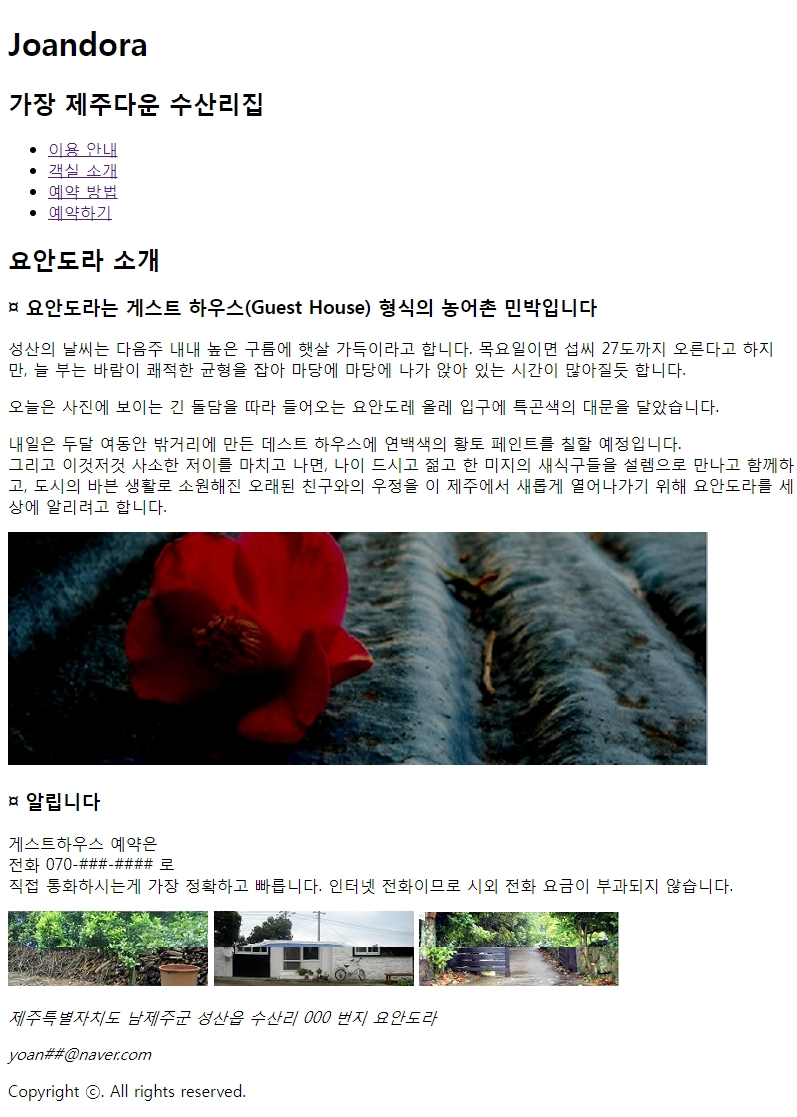 Joandora
가장 제주다운 수산리집
이용 안내
객실 소개
예약 방법
예약하기
요안도라 소개
¤ 요안도라는 게스트 하우스(Guest House) 형식의 농어촌 민박입니다
성산의 날씨는 다음주 내내 높은 구름에 햇살 가득이라고 합니다. 목요일이면 섭씨 27도까지 오른다고 하지
만, 늘 부는 바람이 쾌적한 균형을 잡아 마당에 마당에 나가 앉아 있는 시간이 많아질듯 합니다.
오늘은 사진에 보이는 긴 돌담을 따라 들어오는 요안도레 올레 입구에 특곤색의 대문을 달았습니다.
내일은 두달 여동안 밖거리에 만든 데스트 하우스에 연백색의 황토 페인트를 칠할 예정입니다.
그리고 이것저것 사소한 저이를 마치고 나면, 나이 드시고 젊고 한 미지의 새식구들을 설렘으로 만나고 함께하
고, 도시의 바븐 생활로 소원해진 오래된 친구와의 우정을 이 제주에서 새롭게 열어나가기 위해 요안도라를 세
상에 알리려고 합니다.
¤ 알립니다
게스트하우스 예약은
전화 070-###-#### 로
직접 통화하시는게 가장 정확하고 빠릅니다. 인터넷 전화이므로 시외 전화 요금이 부과되지 않습니다.
제주특별자치도 남제주군 성산읍 수산리 000 번지 요안도라
yoan##@naver.com
Copyright ⓒ. All rights reserved.